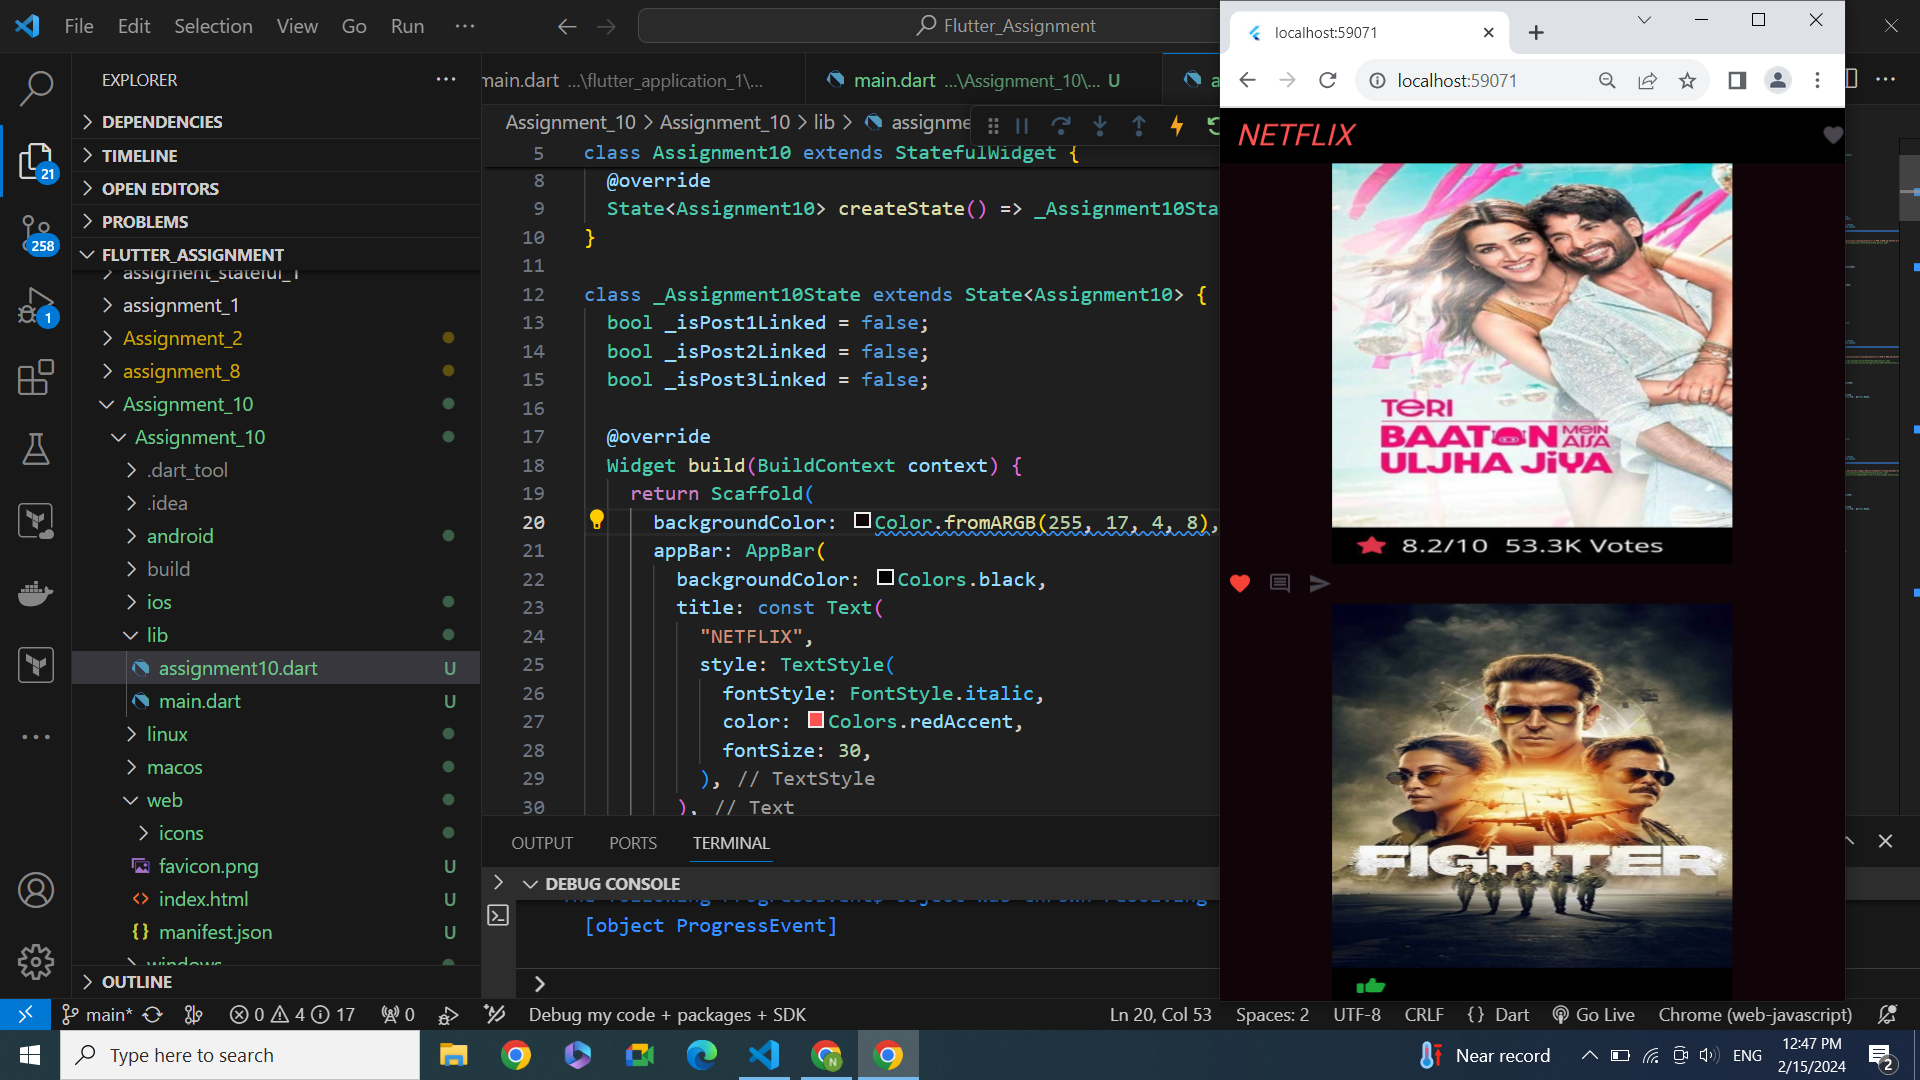 File Edit Selection View Go Run ···
Flutter_Assignment
EXPLORER
DEPENDENCIES
TIMELINE
OPEN EDITORS
PROBLEMS
FLUTTER_ASSIGNMENT
assigment_stateful_1
assignment_1
Assignment_2
assignment_8
Assignment_10
Assignment_10
.dart_tool
.idea
android
build
ios
lib
assignment10.dart U
main.dart U
linux
macos
web
icons
favicon.png U
index.html U
manifest.json U
windows
OUTLINE
21
258
1
main.dart ...\flutter_application_1\...
main.dart ...\Assignment_10\... U
a
Assignment_10 > Assignment_10 > lib > assignme
5 class Assignment10 extends StatefulWidget {
8 @override
9 State<Assignment10> createState() => _Assignment10Sta
10 }
11
12 class _Assignment10State extends State<Assignment10> {
13 bool _isPost1Linked = false;
14 bool _isPost2Linked = false;
15 bool _isPost3Linked = false;
16
17 @override
18 Widget build(BuildContext context) {
19 return Scaffold(
20 backgroundColor: Color.fromARGB(255, 17, 4, 8),
21 appBar: AppBar(
22 backgroundColor: Colors.black,
23 title: const Text(
24 "NETFLIX",
25 style: TextStyle(
26 fontStyle: FontStyle.italic,
27 color: Colors.redAccent,
28 fontSize: 30,
29 ), // TextStyle
30 ), // Text
OUTPUT PORTS TERMINAL
DEBUG CONSOLE
The following ProgressEvent$ object was thrown resolving
[object ProgressEvent]
localhost:59071
localhost:59071
NETFLIX
TERI
BAATON MEIN AISA
ULJHA JIYA
8.2/10 53.3K Votes
FIGHTER
main* 0 4 17 0 Debug my code + packages + SDK
Ln 20, Col 53 Spaces: 2 UTF-8 CRLF {} Dart Go Live Chrome (web-javascript)
Type here to search
N
Near record
ENG
12:47 PM
2/15/2024
2